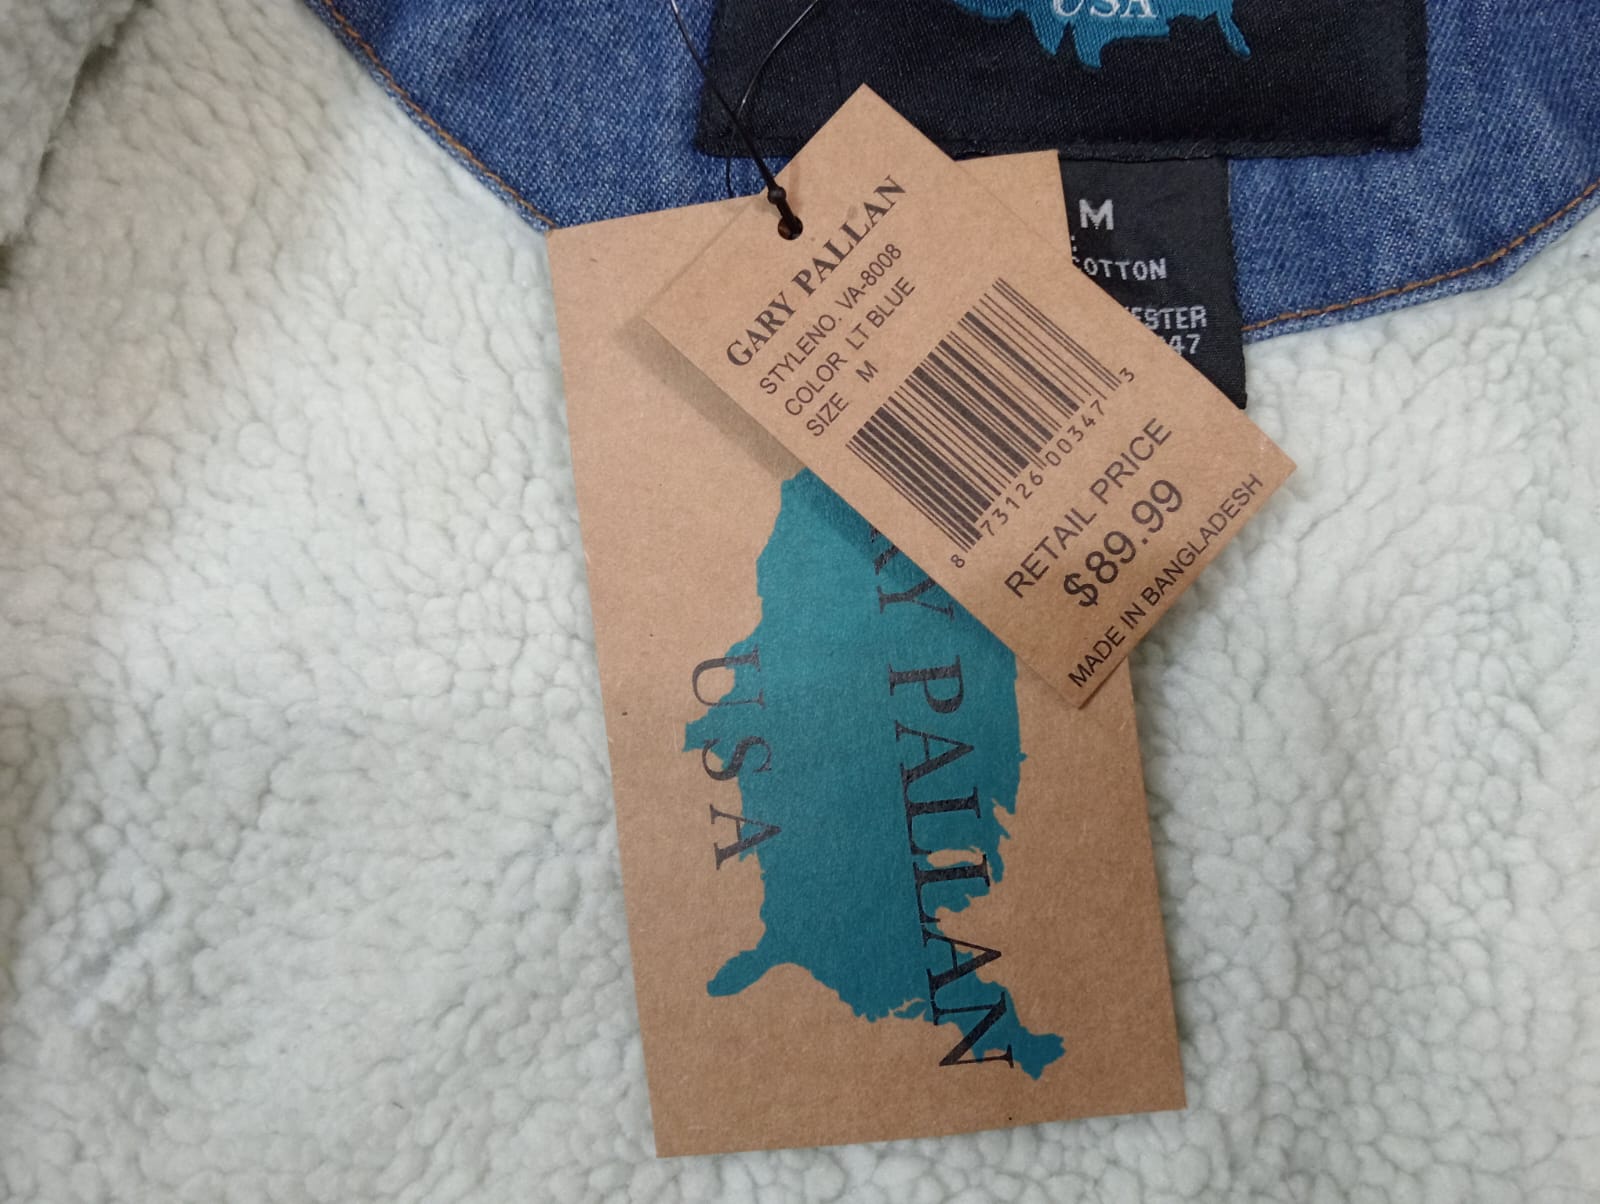 USA
M
COTTON
47
GARY PALLAN
STYLENO. VA-8008
COLOR LT BLUE
SIZE M
8 73126 00347 3
RETAIL PRICE
$89.99
MADE IN BANGLADESH
PALLAN
USA